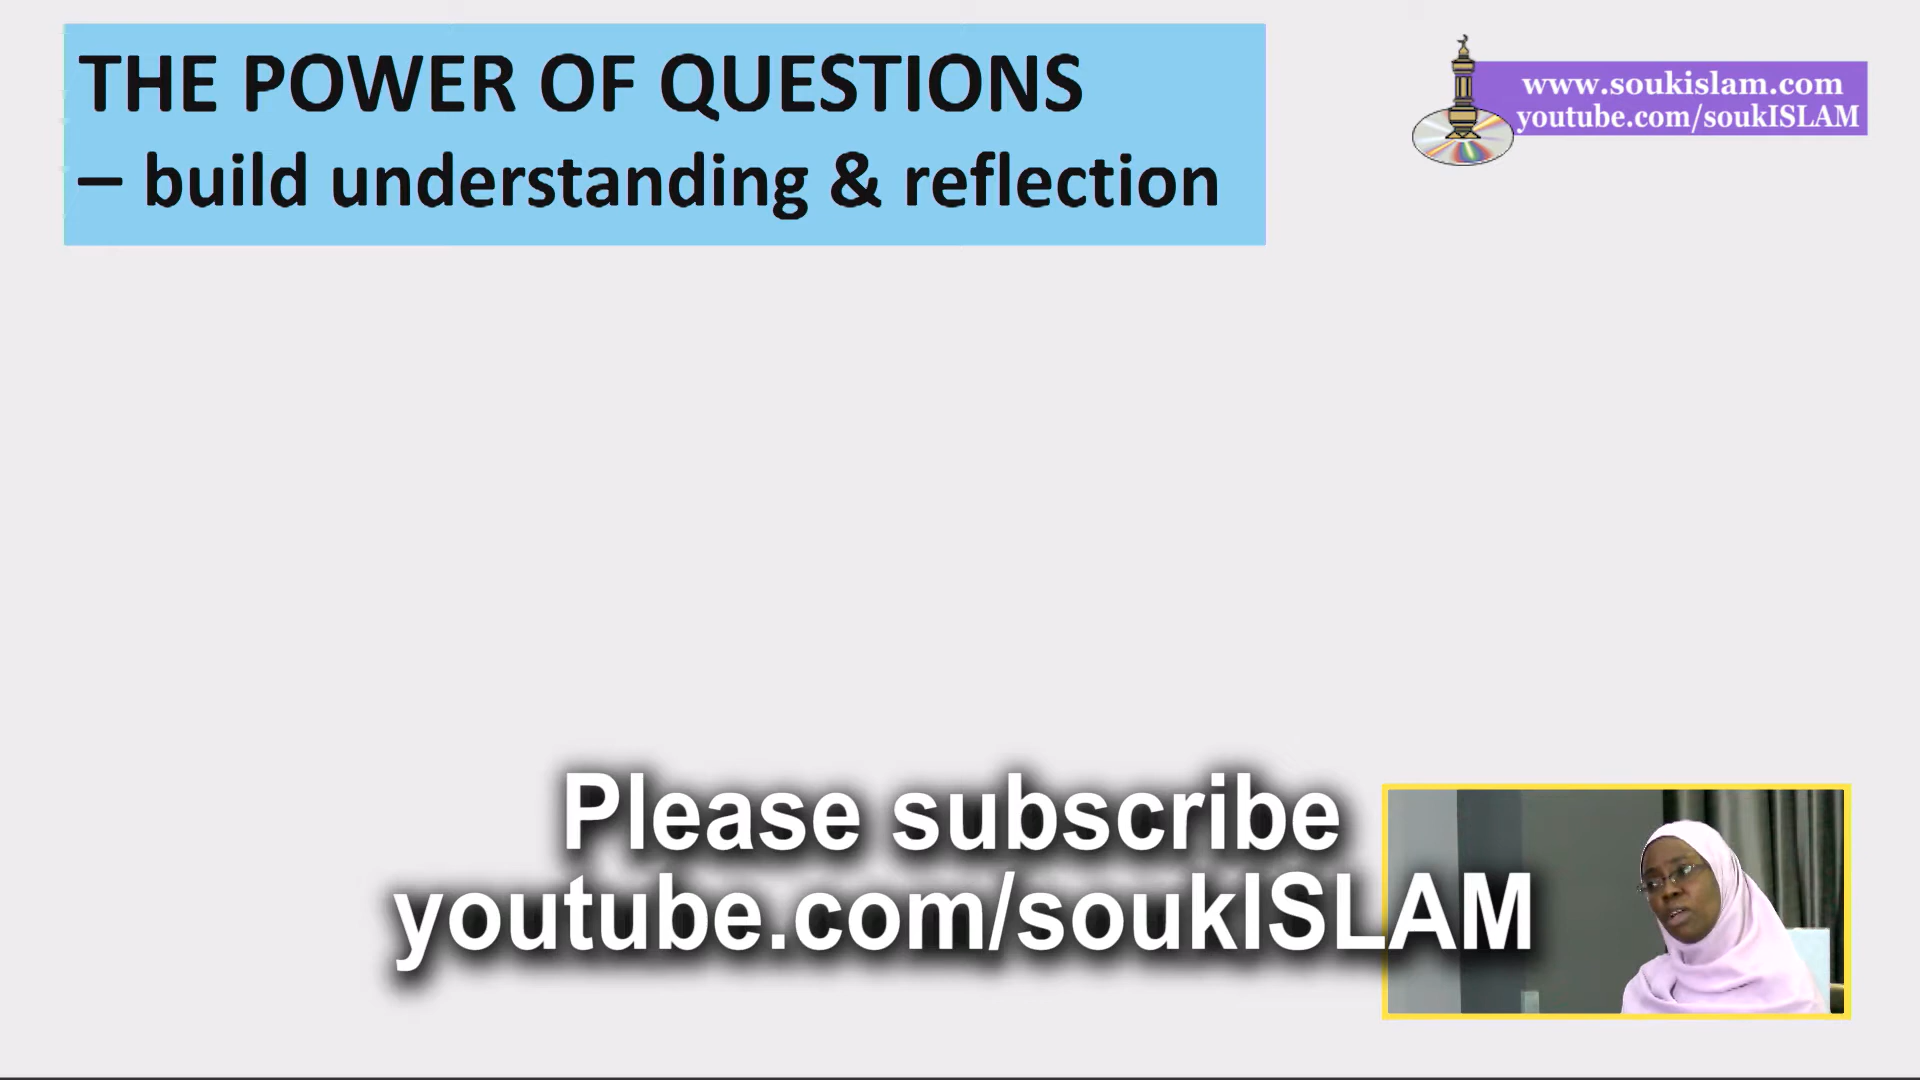 THE POWER OF QUESTIONS
– build understanding & reflection
www.soukislam.com
youtube.com/soukISLAM
Please subscribe
youtube.com/soukISLAM